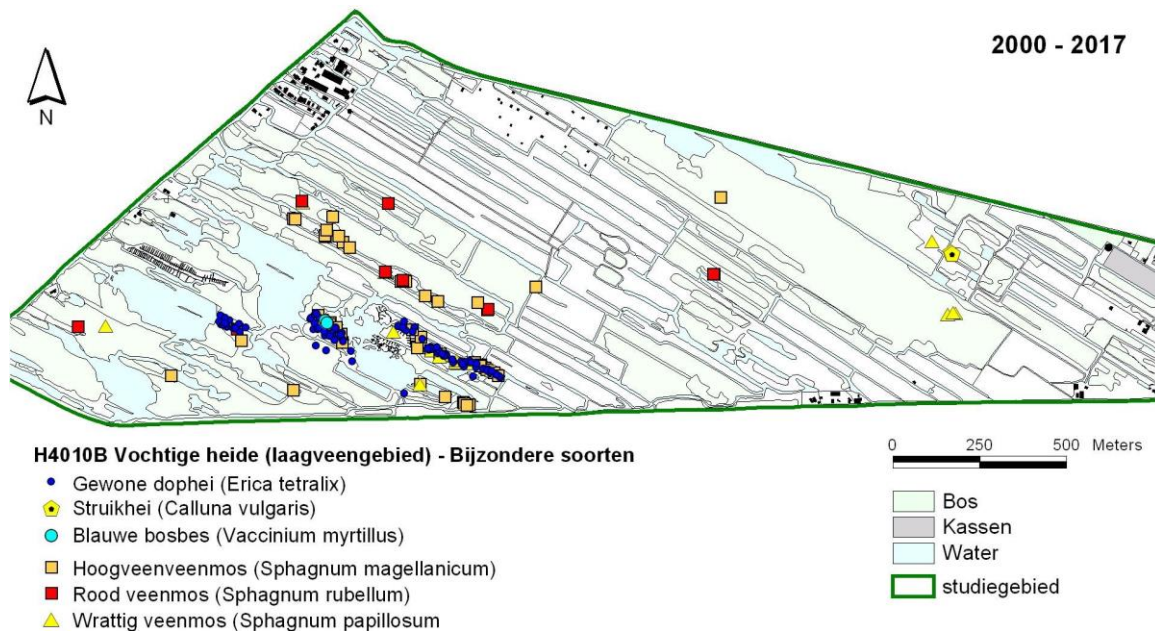 2000 - 2017
N
H4010B Vochtige heide (laagveengebied) - Bijzondere soorten
Gewone dophei (Erica tetralix)
Struikhei (Calluna vulgaris)
Blauwe bosbes (Vaccinium myrtillus)
Hoogveenveenmos (Sphagnum magellanicum)
Rood veenmos (Sphagnum rubellum)
Wrattig veenmos (Sphagnum papillosum
0 250 500 Meters
Bos
Kassen
Water
studiegebied